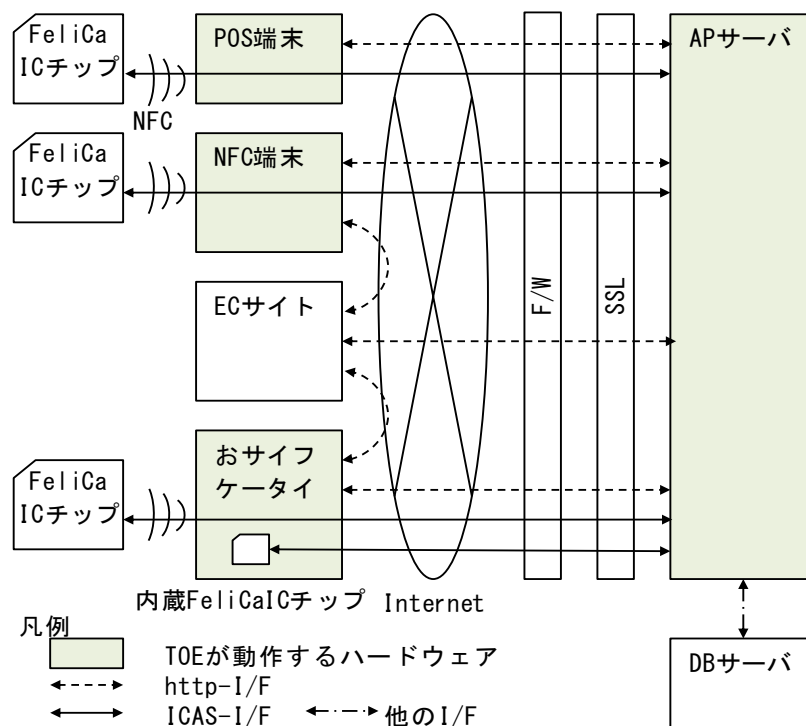 FeliCa
ICチップ
POS端末
APサーバ
NFC
FeliCa
ICチップ
NFC端末
ECサイト
F/W
SSL
おサイフ
ケータイ
FeliCa
ICチップ
内蔵FeliCaICチップ
Internet
凡例
TOEが動作するハードウェア
DBサーバ
http-I/F
ICAS-I/F
他のI/F